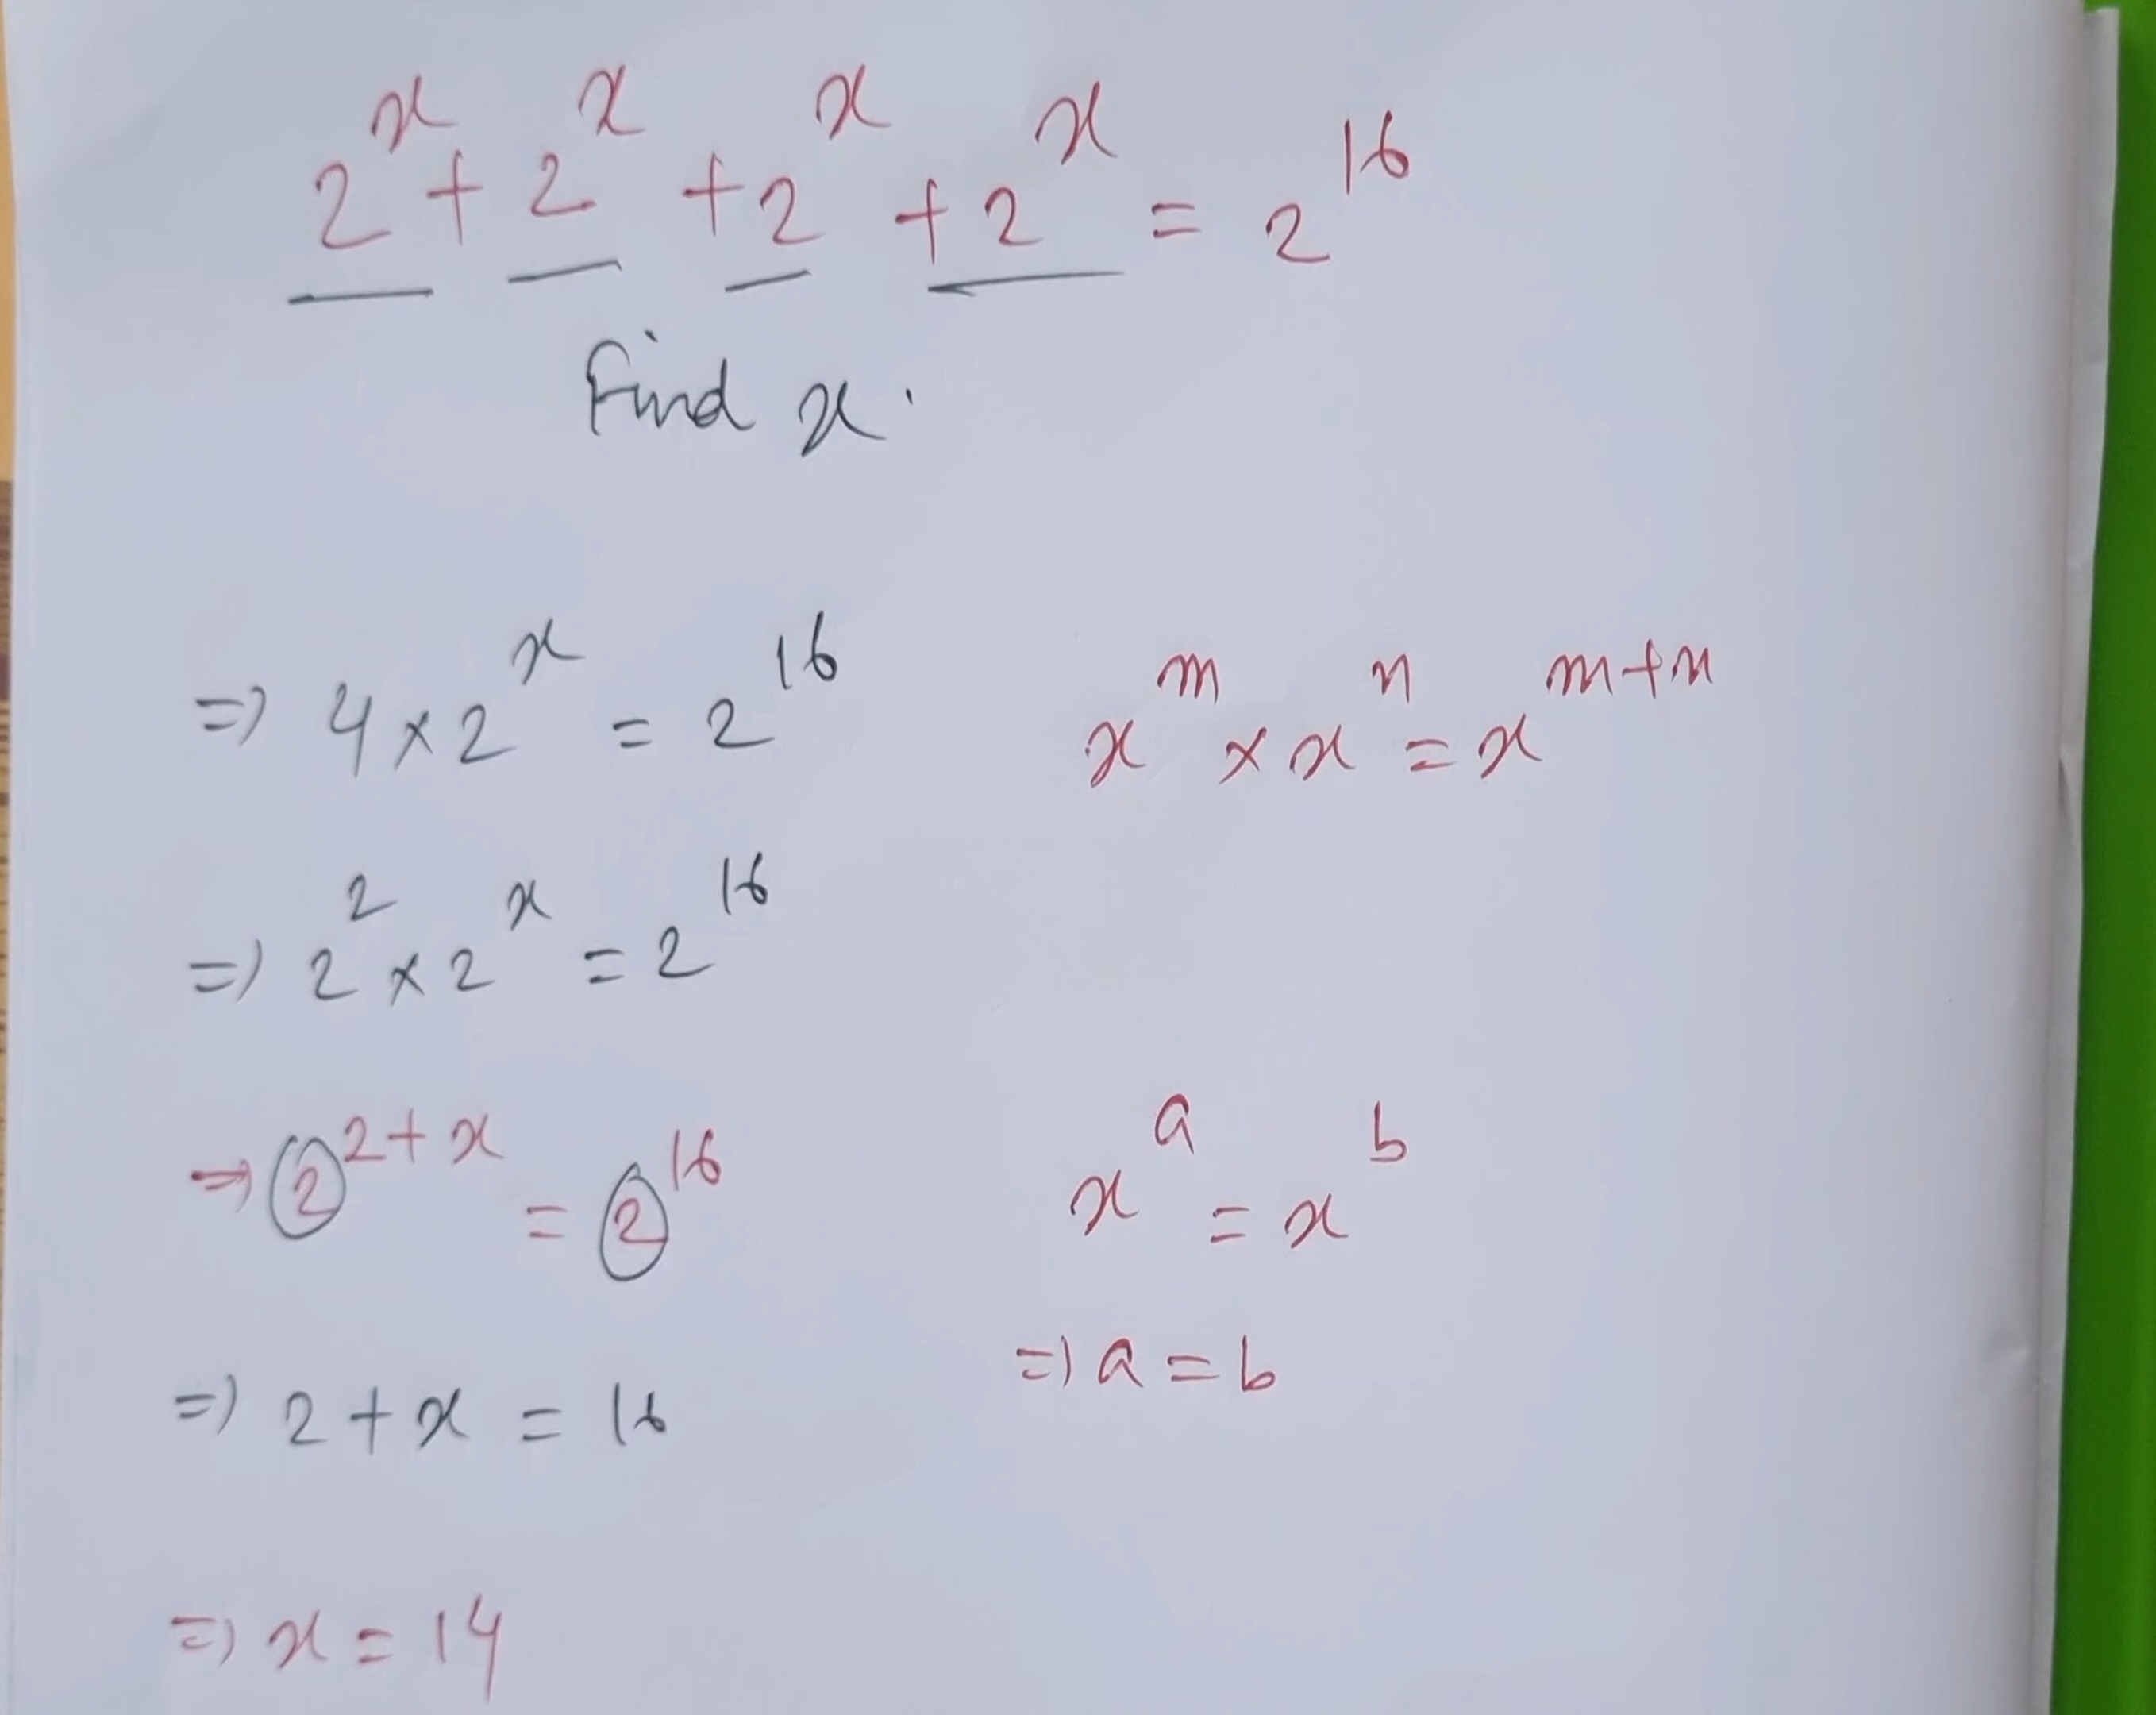 2^x + 2^x + 2^x + 2^x = 2^16
Find x.
=> 4 × 2^x = 2^16
x^m × x^n = x^(m+n)
=> 2^2 × 2^x = 2^16
=> 2^(2+x) = 2^16
x^a = x^b
=> a = b
=> 2 + x = 16
=> x = 14